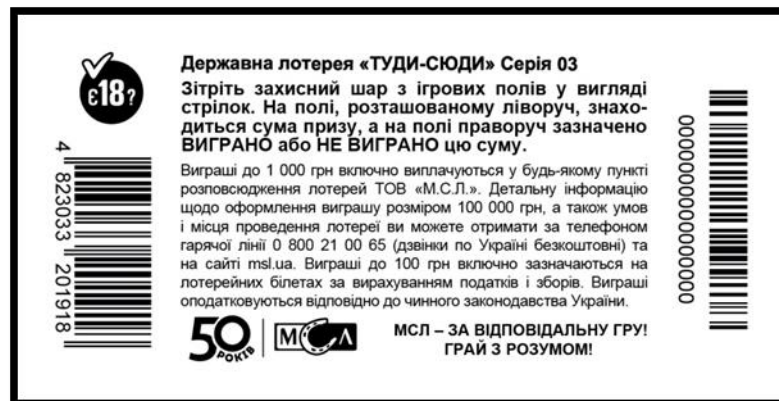 є18?
4 823033 201918
Державна лотерея «ТУДИ-СЮДИ» Серія 03
Зітріть захисний шар з ігрових полів у вигляді
стрілок. На полі, розташованому ліворуч, знахо-
диться сума призу, а на полі праворуч зазначено
ВИГРАНО або НЕ ВИГРАНО цю суму.
Виграші до 1 000 грн включно виплачуються у будь-якому пункті
розповсюдження лотерей ТОВ «М.С.Л.». Детальну інформацію
щодо оформлення виграшу розміром 100 000 грн, а також умов
і місця проведення лотереї ви можете отримати за телефоном
гарячої лінії 0 800 21 00 65 (дзвінки по Україні безкоштовні) та
на сайті msl.ua. Виграші до 100 грн включно зазначаються на
лотерейних білетах за вирахуванням податків і зборів. Виграші
оподатковуються відповідно до чинного законодавства України.
50 РОКІВ
МСЛ
МСЛ – ЗА ВІДПОВІДАЛЬНУ ГРУ!
ГРАЙ З РОЗУМОМ!